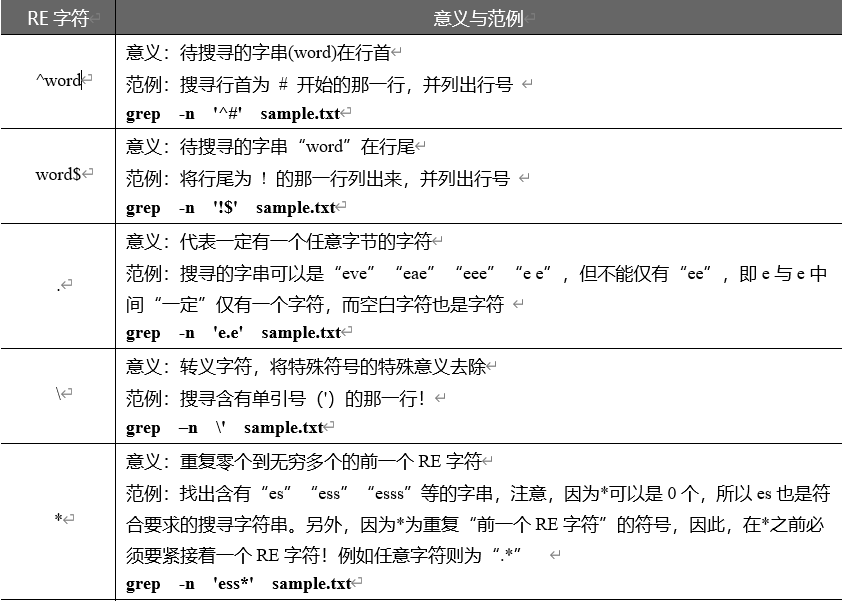 RE 字符 意义与范例
^word
意义：待搜寻的字串(word)在行首
范例：搜寻行首为 # 开始的那一行，并列出行号
grep -n '^#' sample.txt
word$
意义：待搜寻的字串“word”在行尾
范例：将行尾为 ! 的那一行列出来，并列出行号
grep -n '!$' sample.txt
.
意义：代表一定有一个任意字节的字符
范例：搜寻的字串可以是“eve”“eae”“eee”“e e”，但不能仅有“ee”，即 e 与 e 中
间“一定”仅有一个字符，而空白字符也是字符
grep -n 'e.e' sample.txt
\
意义：转义字符，将特殊符号的特殊意义去除
范例：搜寻含有单引号（'）的那一行！
grep –n \' sample.txt
*
意义：重复零个到无穷多个的前一个 RE 字符
范例：找出含有“es”“ess”“esss”等的字串，注意，因为*可以是 0 个，所以 es 也是符
合要求的搜寻字符串。另外，因为*为重复“前一个 RE 字符”的符号，因此，在*之前必
须要紧接着一个 RE 字符！例如任意字符则为“.*”
grep -n 'ess*' sample.txt